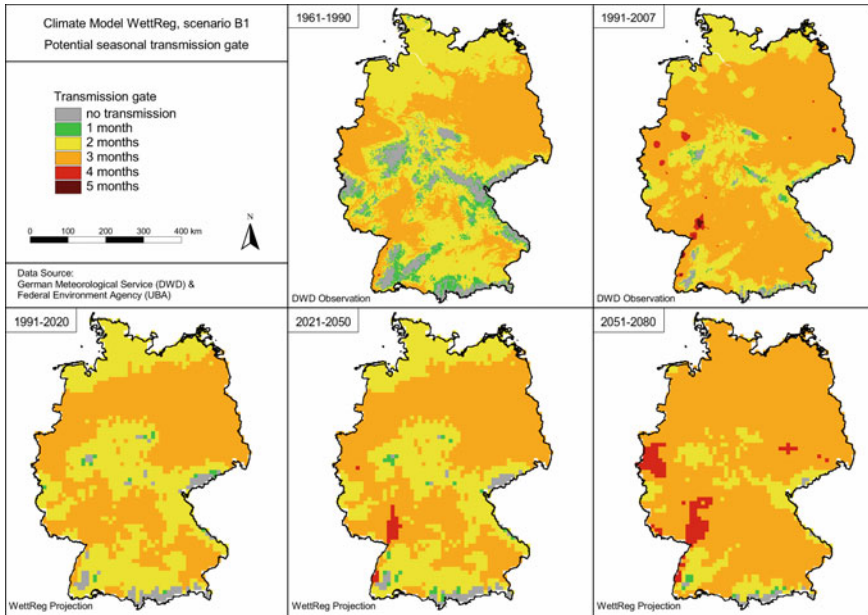 Climate Model WettReg, scenario B1
Potential seasonal transmission gate
Transmission gate
no transmission
1 month
2 months
3 months
4 months
5 months
N
0 100 200 300 400 km
Data Source:
German Meteorological Service (DWD) &
Federal Environment Agency (UBA)
1961-1990
DWD Observation
1991-2007
DWD Observation
1991-2020
WettReg Projection
2021-2050
WettReg Projection
2051-2080
WettReg Projection